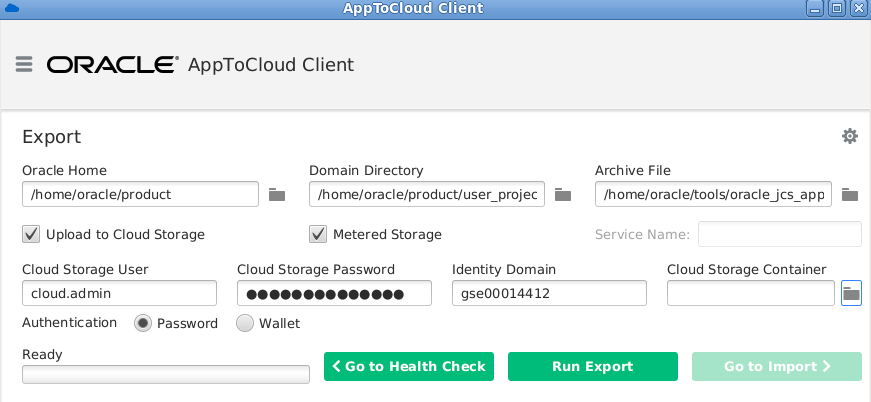 AppToCloud Client
ORACLE® AppToCloud Client
Export
Oracle Home Domain Directory Archive File
/home/oracle/product /home/oracle/product/user_projec /home/oracle/tools/oracle_jcs_app
Upload to Cloud Storage Metered Storage Service Name:
Cloud Storage User Cloud Storage Password Identity Domain Cloud Storage Container
cloud.admin ●●●●●●●●●●●●●● gse00014412
Authentication Password Wallet
Ready
Go to Health Check Run Export Go to Import